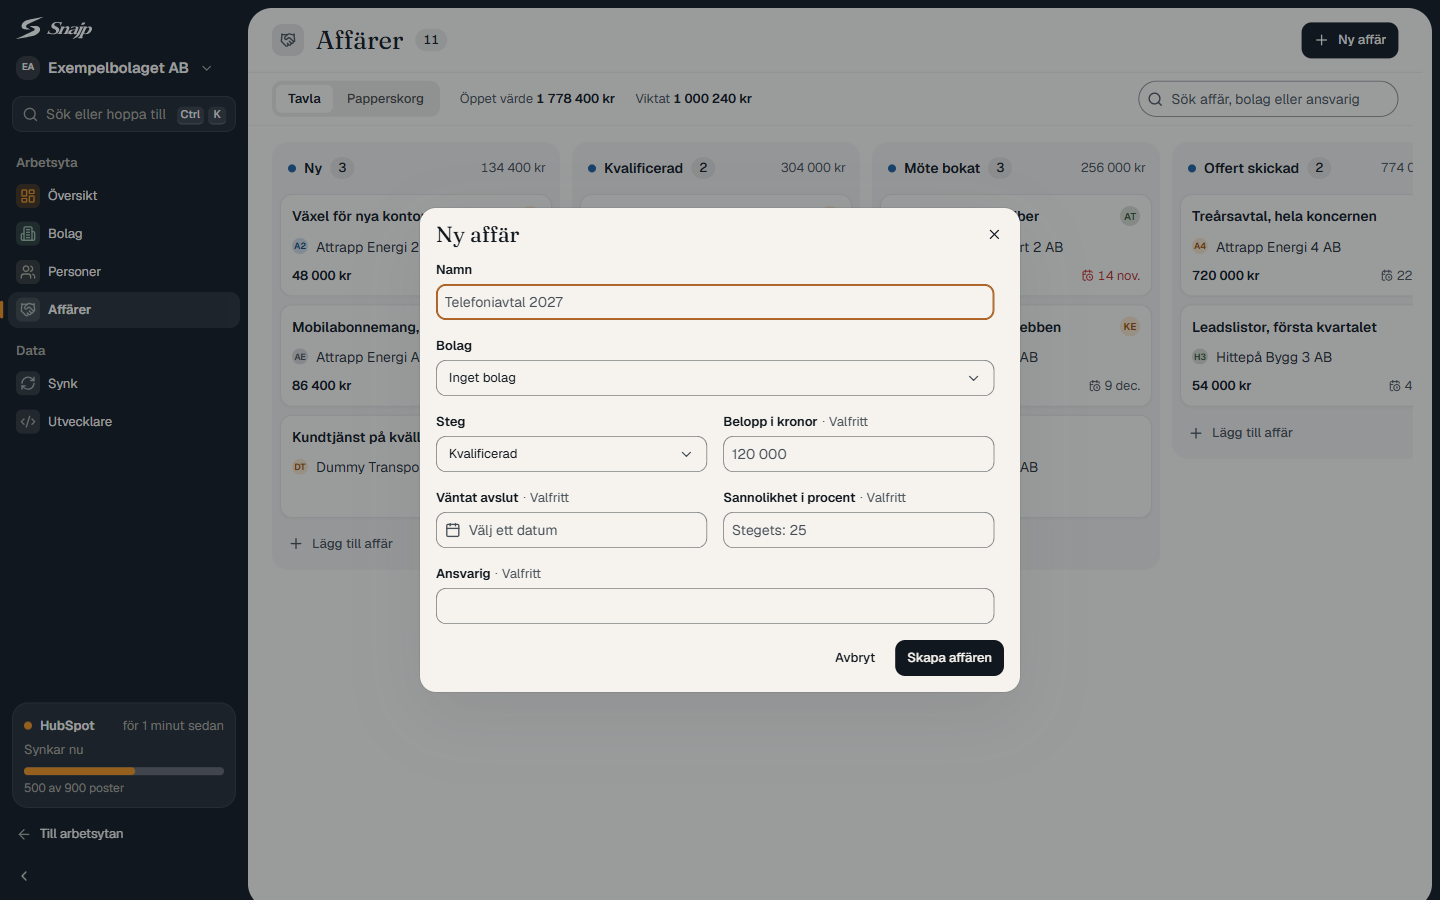 Snajp
EA Exempelbolaget AB
Sök eller hoppa till Ctrl K
Arbetsyta
Översikt
Bolag
Personer
Affärer
Data
Synk
Utvecklare
HubSpot för 1 minut sedan
Synkar nu
500 av 900 poster
Till arbetsytan
Affärer 11
Ny affär
Tavla Papperskorg Öppet värde 1 778 400 kr Viktat 1 000 240 kr
Sök affär, bolag eller ansvarig
Ny 3 134 400 kr
Växel för nya konto
A2 Attrapp Energi 2
48 000 kr
Mobilabonnemang,
AE Attrapp Energi A
86 400 kr
Kundtjänst på kväll
DT Dummy Transpo
Lägg till affär
Kvalificerad 2 304 000 kr
Möte bokat 3 256 000 kr
AT
2 AB
14 nov.
KE
AB
9 dec.
AB
Offert skickad 2 774 0
Treårsavtal, hela koncernen
A4 Attrapp Energi 4 AB
720 000 kr 22
Leadslistor, första kvartalet
H3 Hittepå Bygg 3 AB
54 000 kr 4
Lägg till affär
Ny affär
Namn
Telefoniavtal 2027
Bolag
Inget bolag
Steg
Kvalificerad
Belopp i kronor · Valfritt
120 000
Väntat avslut · Valfritt
Välj ett datum
Sannolikhet i procent · Valfritt
Stegets: 25
Ansvarig · Valfritt
Avbryt Skapa affären